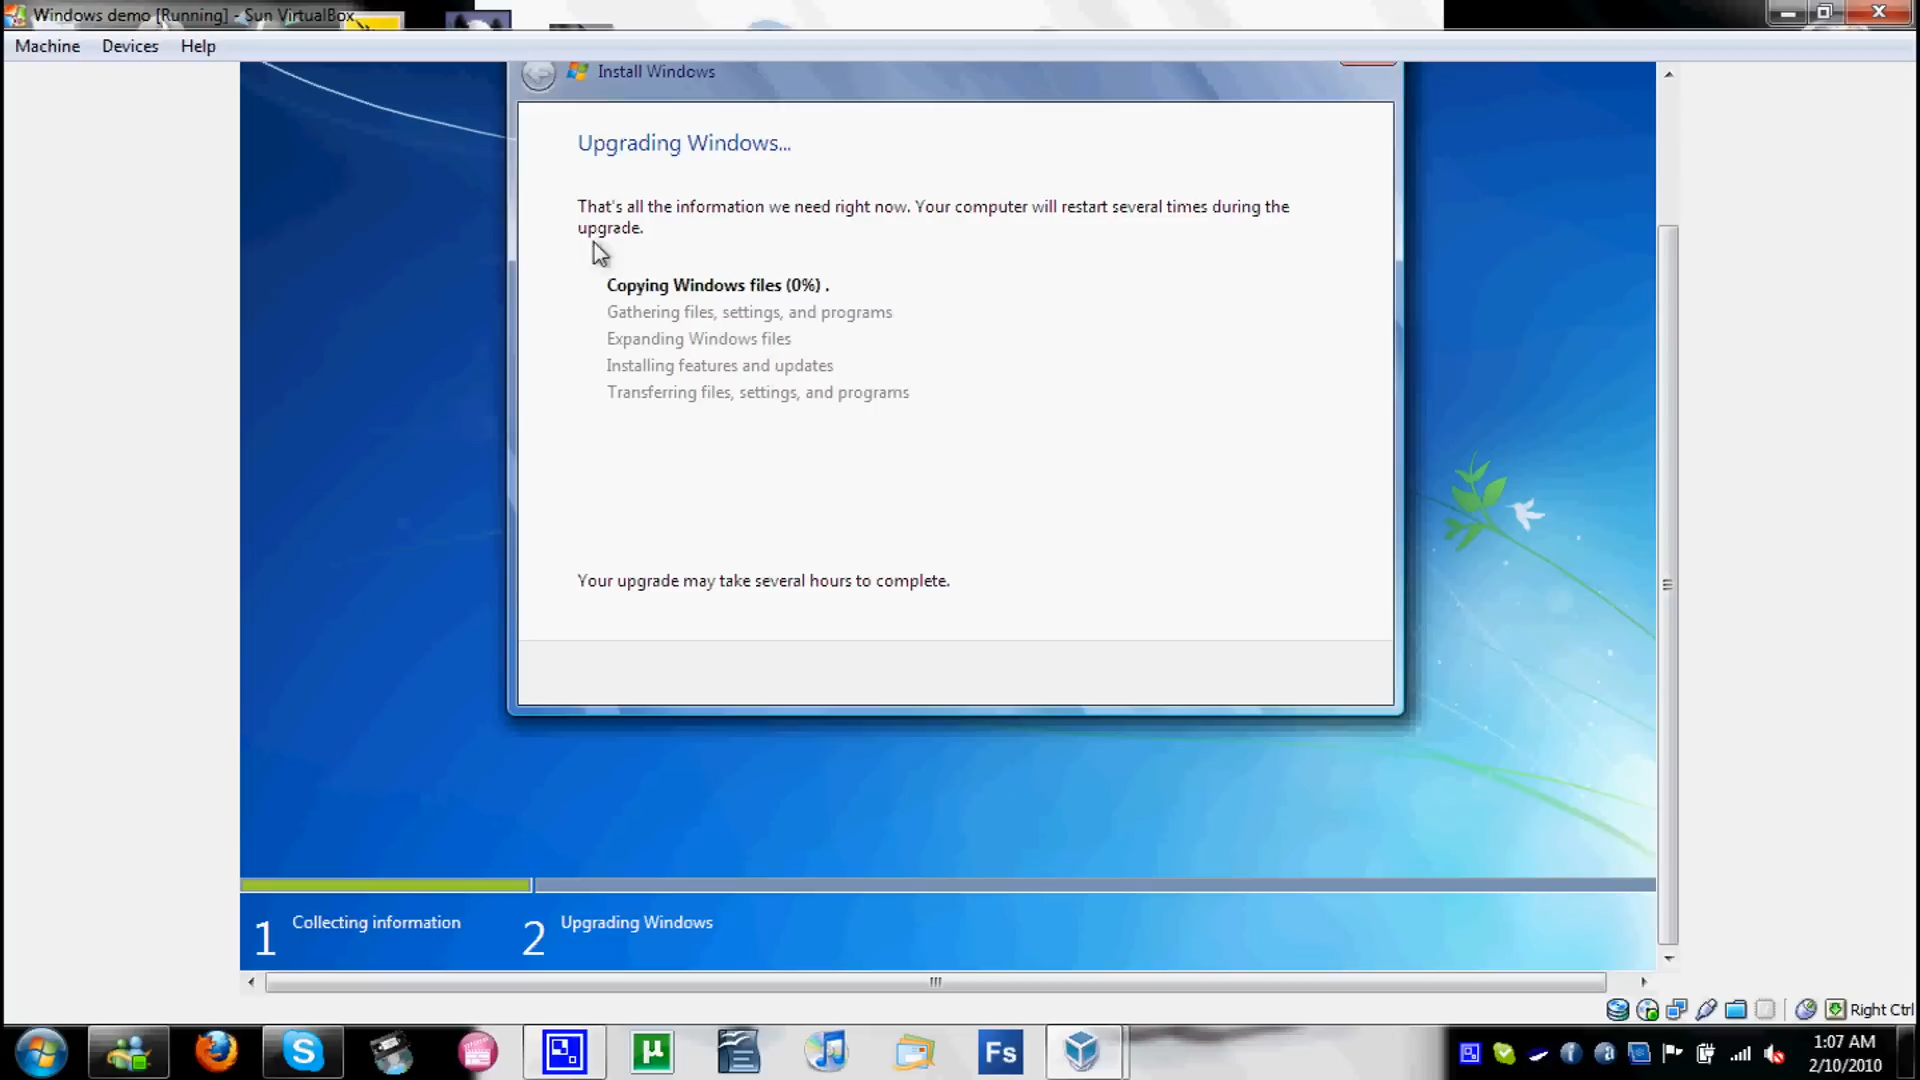 Windows demo [Running] - Sun VirtualBox
Machine Devices Help
Install Windows
Upgrading Windows...
That's all the information we need right now. Your computer will restart several times during the
upgrade.
Copying Windows files (0%) .
Gathering files, settings, and programs
Expanding Windows files
Installing features and updates
Transferring files, settings, and programs
Your upgrade may take several hours to complete.
1 Collecting information 2 Upgrading Windows
Right Ctrl
µ Fs
1:07 AM
2/10/2010